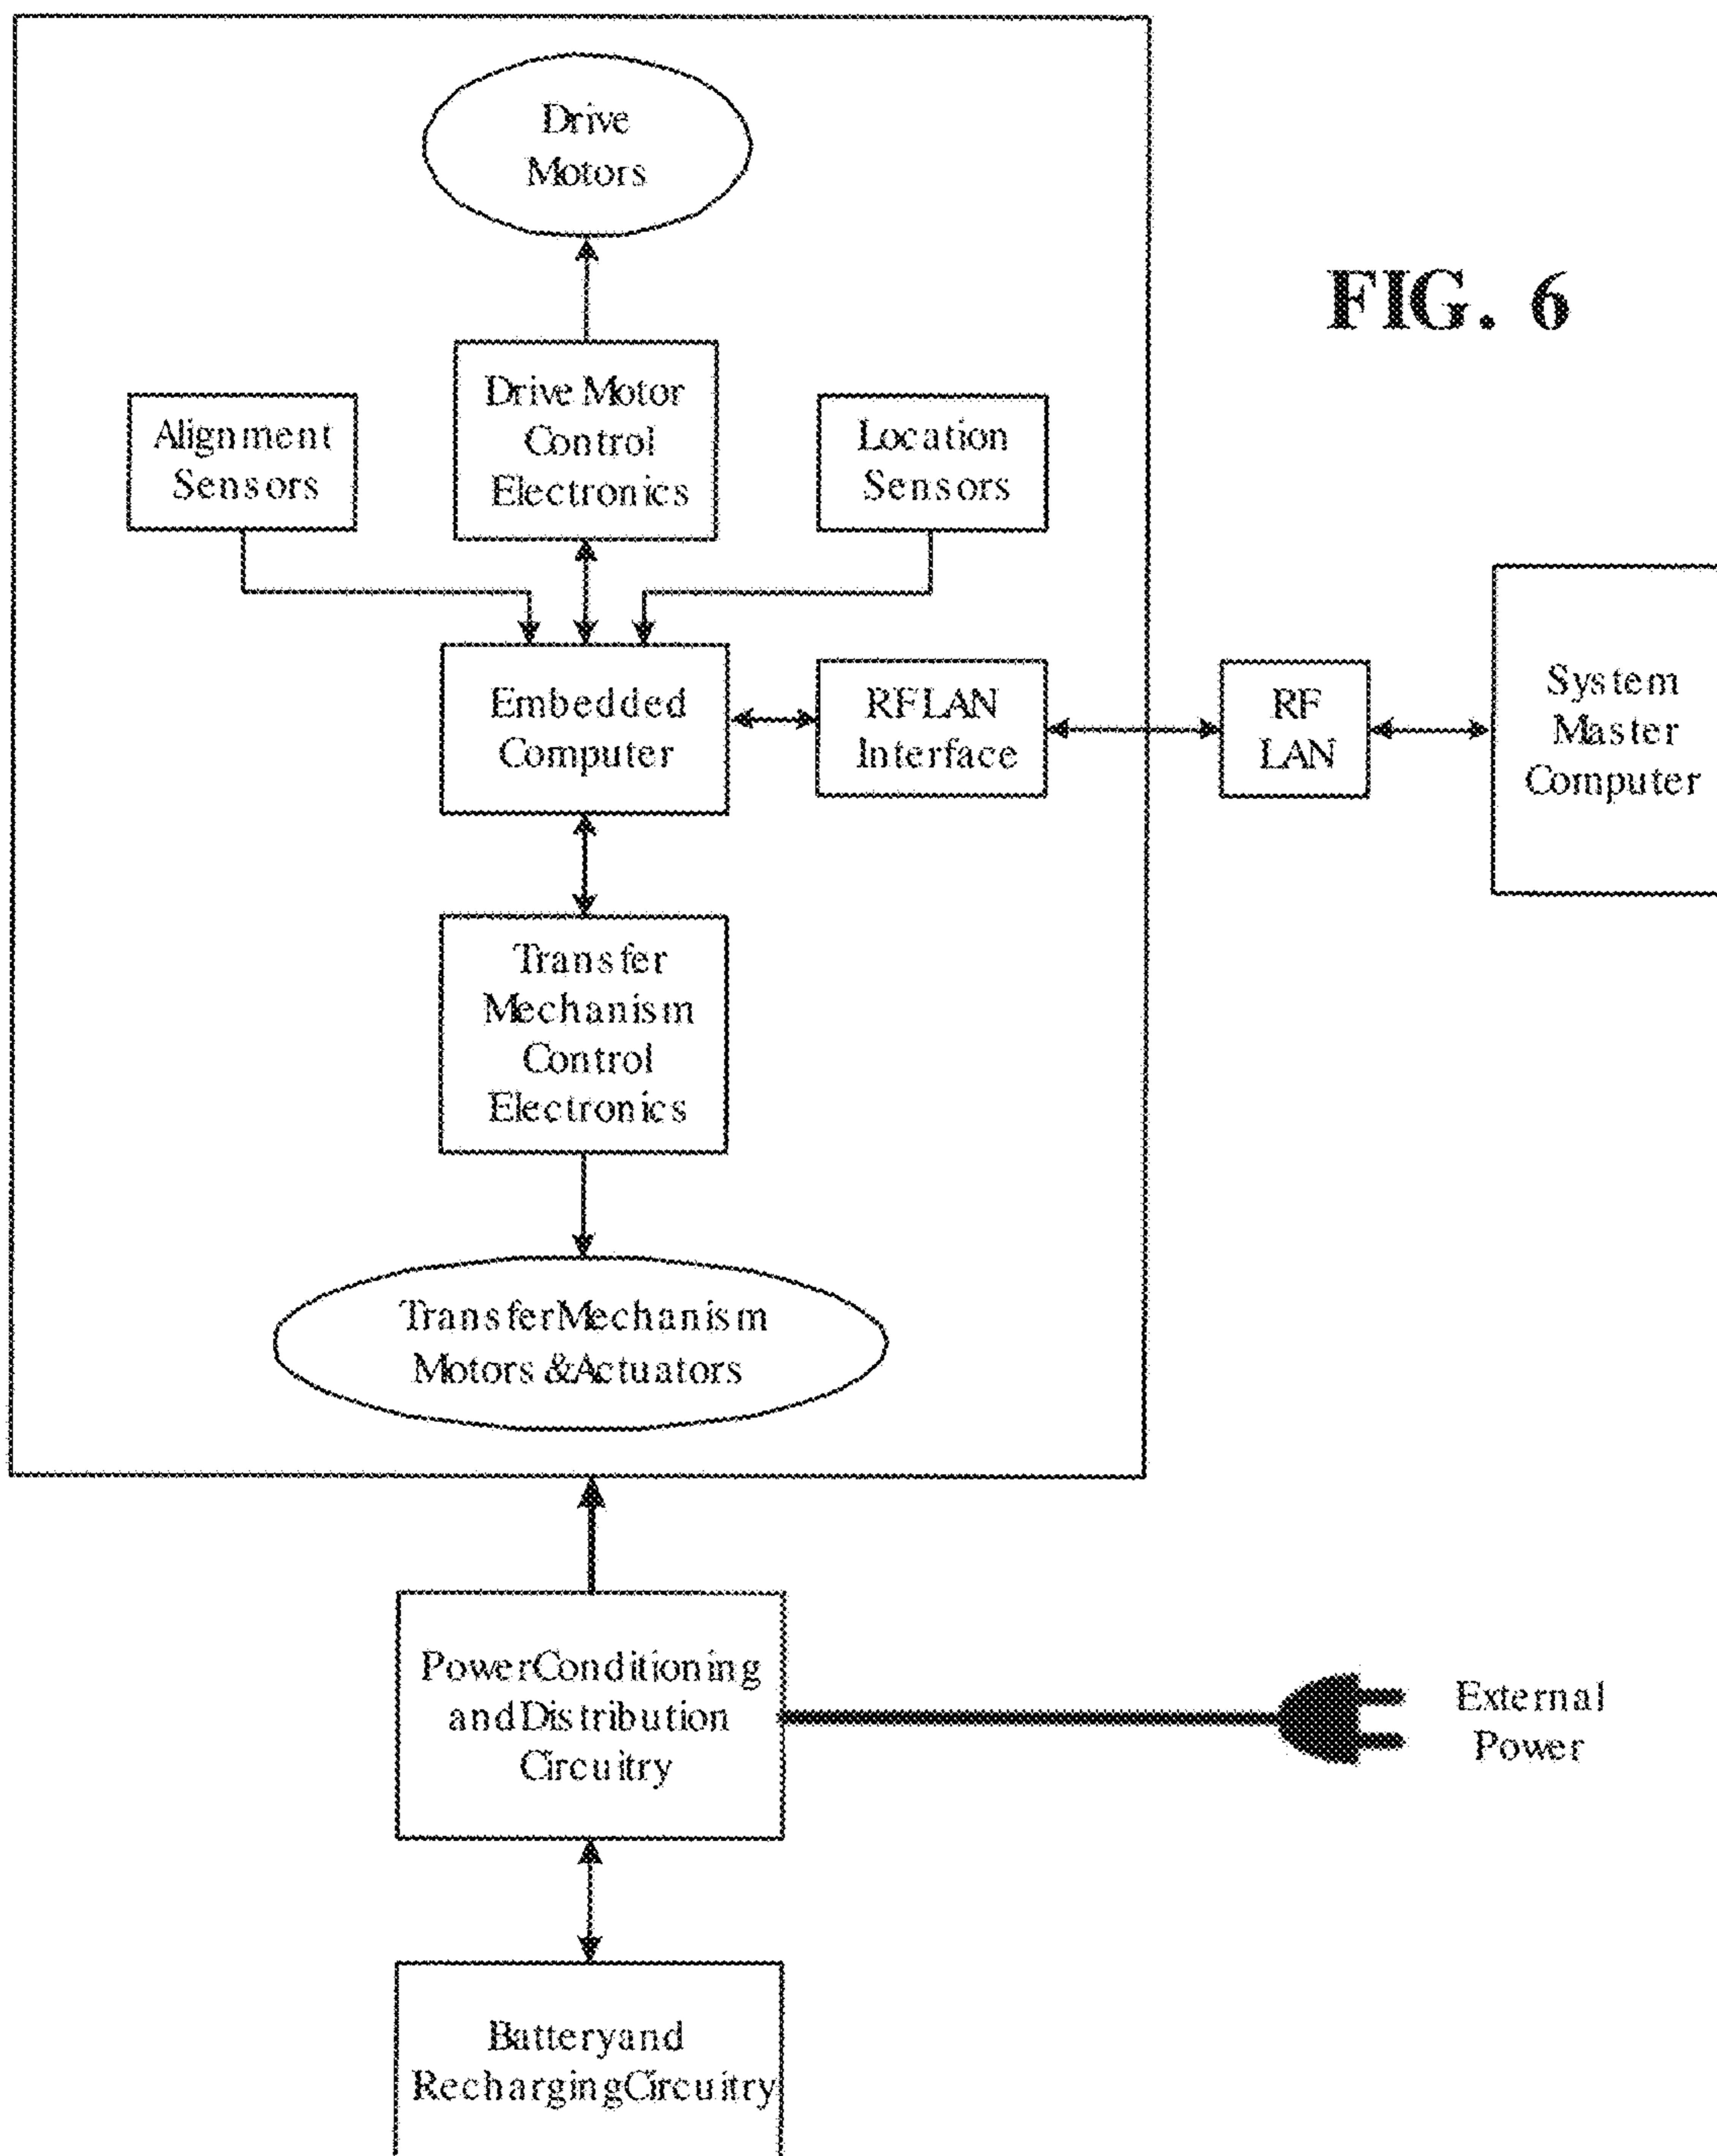 Drive
Motors
FIG. 6
Drive Motor
Control
Electronics
Alignment
Sensors
Location
Sensors
Embedded
Computer
RF LAN
Interface
RF
LAN
System
Master
Computer
Transfer
Mechanism
Control
Electronics
Transfer Mechanism
Motors & Actuators
Power Conditioning
and Distribution
Circuitry
External
Power
Battery and
Recharging Circuitry